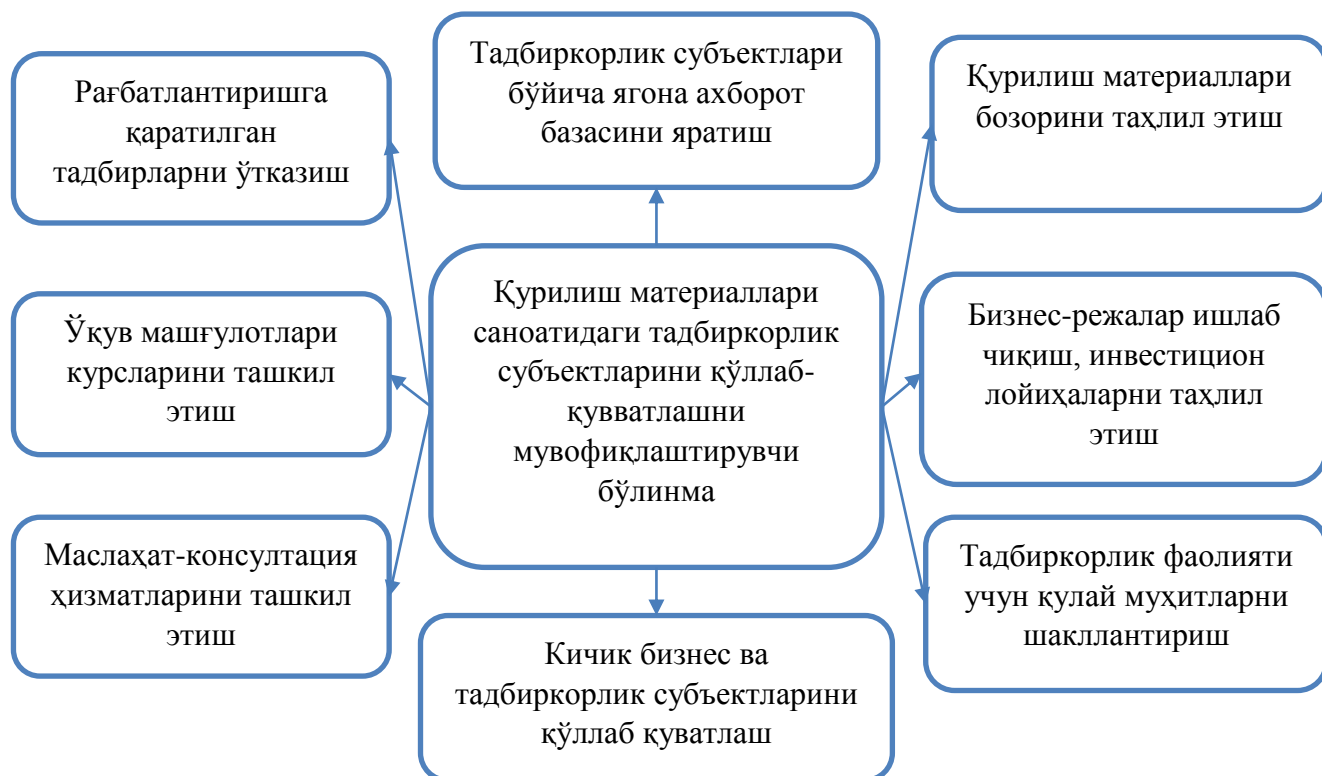 Рағбатлантиришга
қаратилган
тадбирларни ўтказиш
Тадбиркорлик субъектлари
бўйича ягона ахборот
базасини яратиш
Қурилиш материаллари
бозорини таҳлил этиш
Ўқув машғулотлари
курсларини ташкил
этиш
Қурилиш материаллари
саноатидаги тадбиркорлик
субъектларини қўллаб-
қувватлашни
мувофиқлаштирувчи
бўлинма
Бизнес-режалар ишлаб
чиқиш, инвестицион
лойиҳаларни таҳлил
этиш
Маслаҳат-консултация
ҳизматларини ташкил
этиш
Кичик бизнес ва
тадбиркорлик субъектларини
қўллаб қуватлаш
Тадбиркорлик фаолияти
учун қулай муҳитларни
шакллантириш